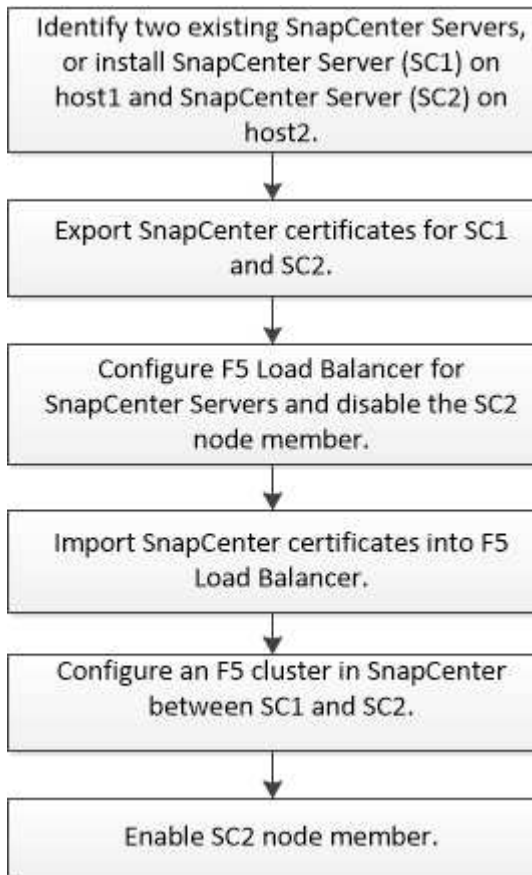 Identify two existing SnapCenter Servers,
or install SnapCenter Server (SC1) on
host1 and SnapCenter Server (SC2) on
host2.
Export SnapCenter certificates for SC1
and SC2.
Configure F5 Load Balancer for
SnapCenter Servers and disable the SC2
node member.
Import SnapCenter certificates into F5
Load Balancer.
Configure an F5 cluster in SnapCenter
between SC1 and SC2.
Enable SC2 node member.